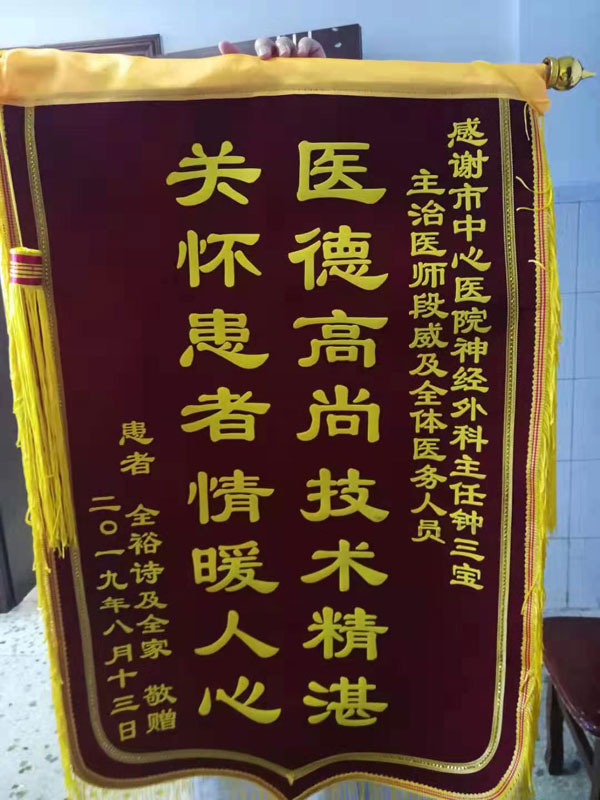 感谢市中心医院神经外科主任钟三宝
主治医师段威及全体医务人员
医德高尚技术精湛
关怀患者情暖人心
患者 全裕诗及全家 敬赠
二〇一九年八月十三日